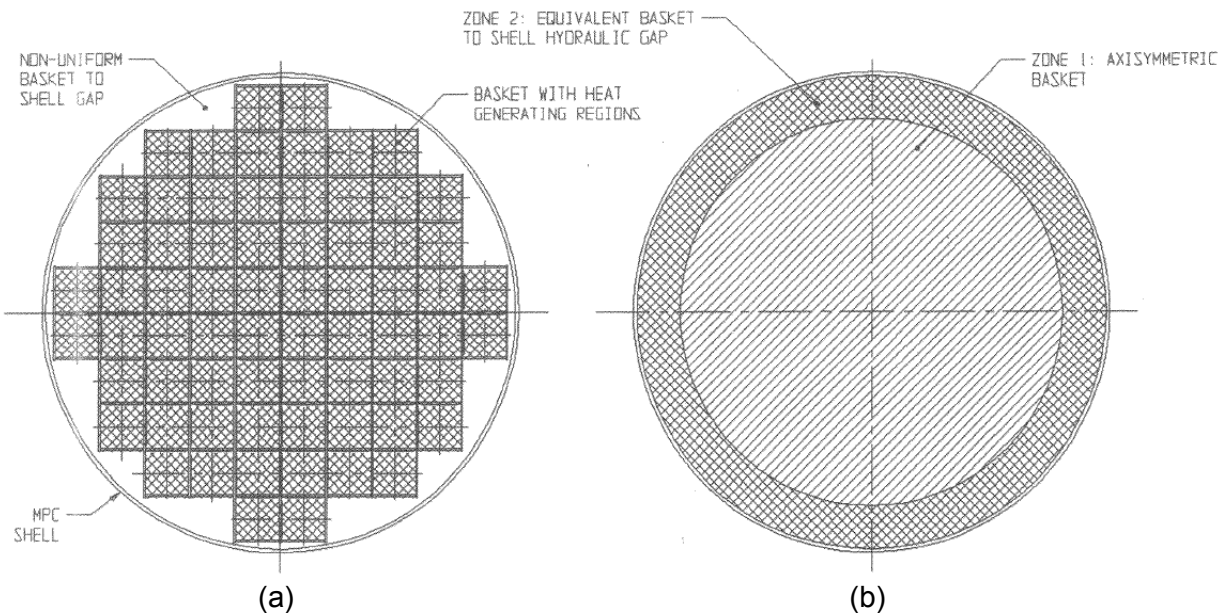 NON-UNIFORM
BASKET TO
SHELL GAP
BASKET WITH HEAT
GENERATING REGIONS
MPC
SHELL
(a)
ZONE 2: EQUIVALENT BASKET
TO SHELL HYDRAULIC GAP
ZONE 1: AXISYMMETRIC
BASKET
(b)